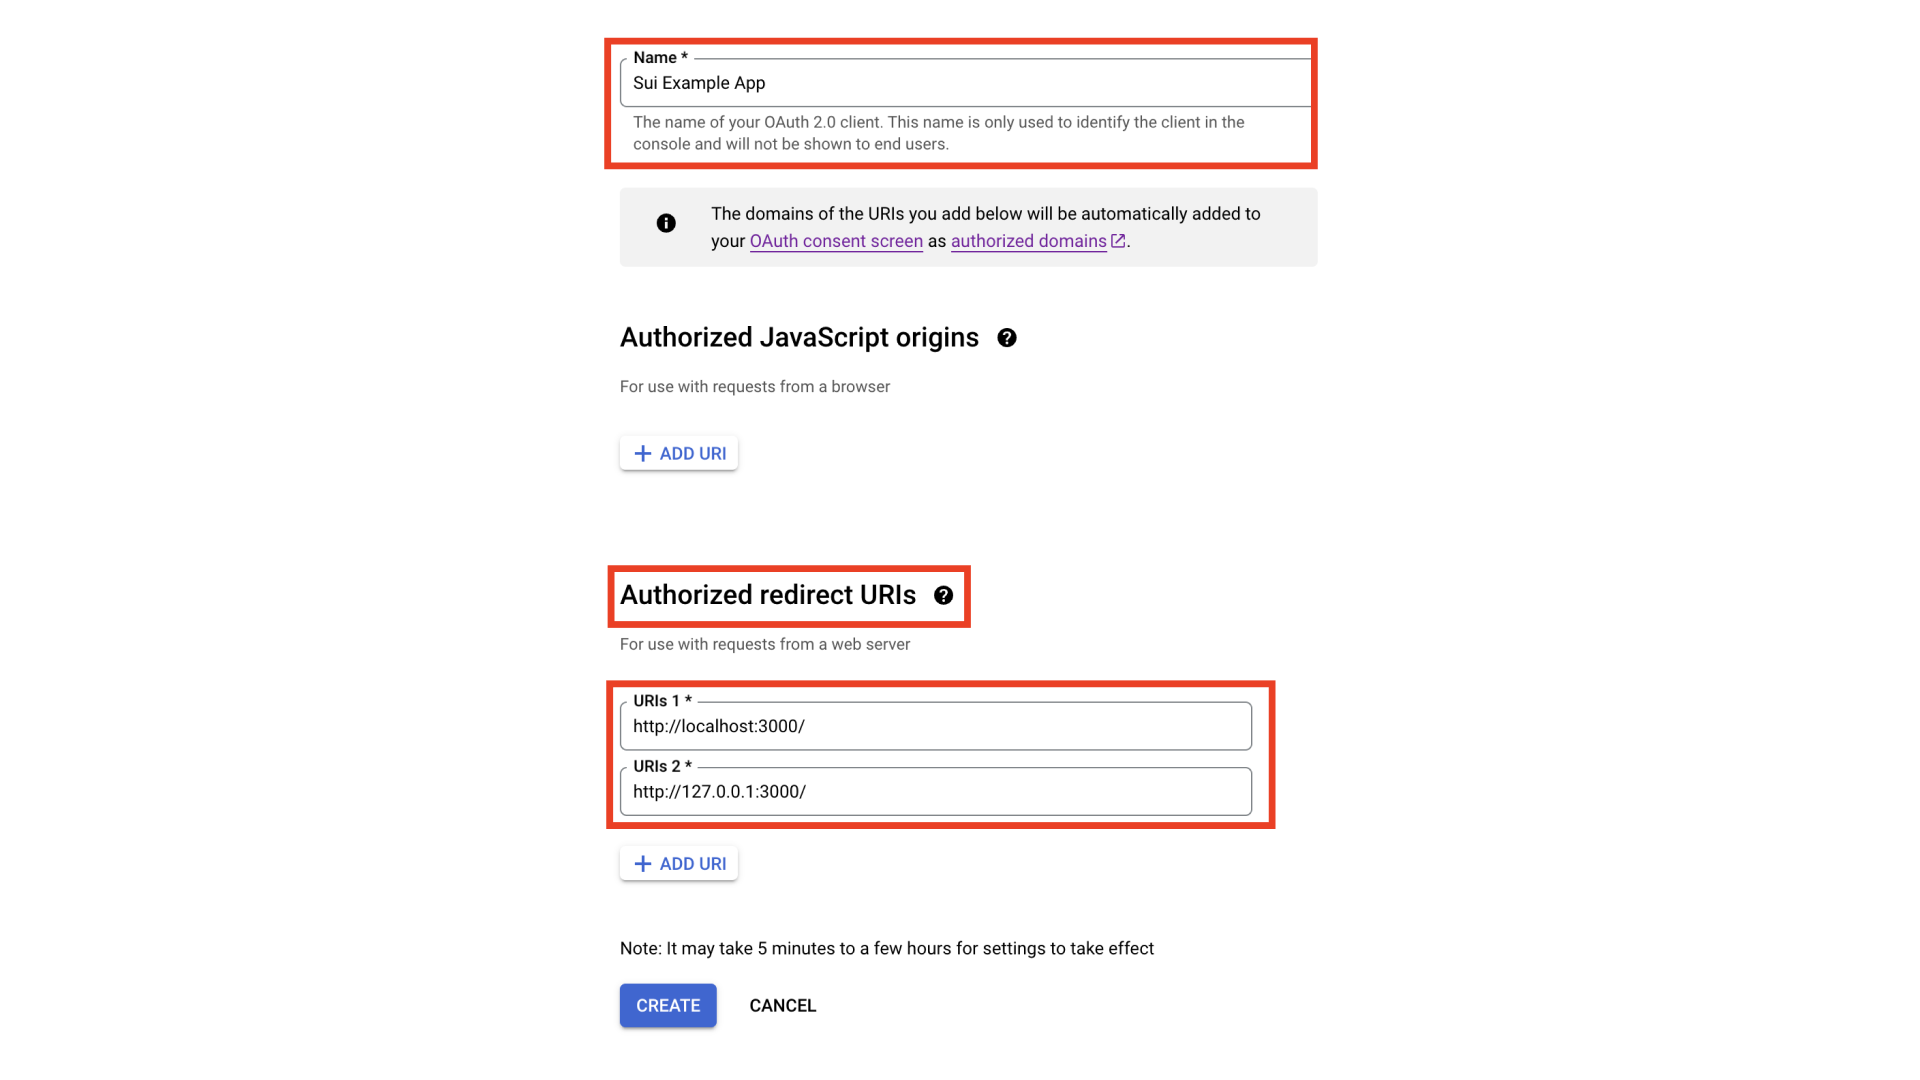 Name *
Sui Example App
The name of your OAuth 2.0 client. This name is only used to identify the client in the
console and will not be shown to end users.
The domains of the URIs you add below will be automatically added to
your OAuth consent screen as authorized domains.
Authorized JavaScript origins
For use with requests from a browser
+ ADD URI
Authorized redirect URIs
For use with requests from a web server
URIs 1 *
http://localhost:3000/
URIs 2 *
http://127.0.0.1:3000/
+ ADD URI
Note: It may take 5 minutes to a few hours for settings to take effect
CREATE CANCEL